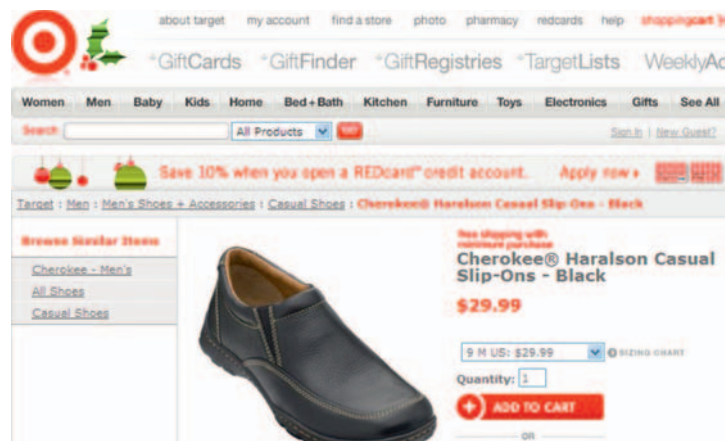 about target my account find a store photo pharmacy redcards help shoppingcart
+GiftCards +GiftFinder +GiftRegistries +TargetLists WeeklyAd
Women Men Baby Kids Home Bed+Bath Kitchen Furniture Toys Electronics Gifts See All
Search All Products GO Sign In | New Guest?
Save 10% when you open a REDcard™ credit account. Apply now
Target : Men : Men's Shoes + Accessories : Casual Shoes : Cherokee® Haralson Casual Slip-Ons - Black
Browse Similar Items
Cherokee - Men's
All Shoes
Casual Shoes
free shipping with
minimum purchase
Cherokee® Haralson Casual
Slip-Ons - Black
$29.99
9 M US: $29.99 SIZING CHART
Quantity: 1
+ ADD TO CART
OR